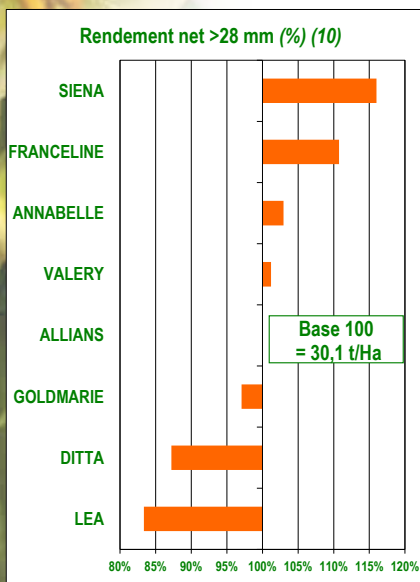 Rendement net >28 mm (%) (10)
SIENA
FRANCELINE
ANNABELLE
VALERY
ALLIANS
Base 100
= 30,1 t/Ha
GOLDMARIE
DITTA
LEA
80% 85% 90% 95% 100% 105% 110% 115% 120%